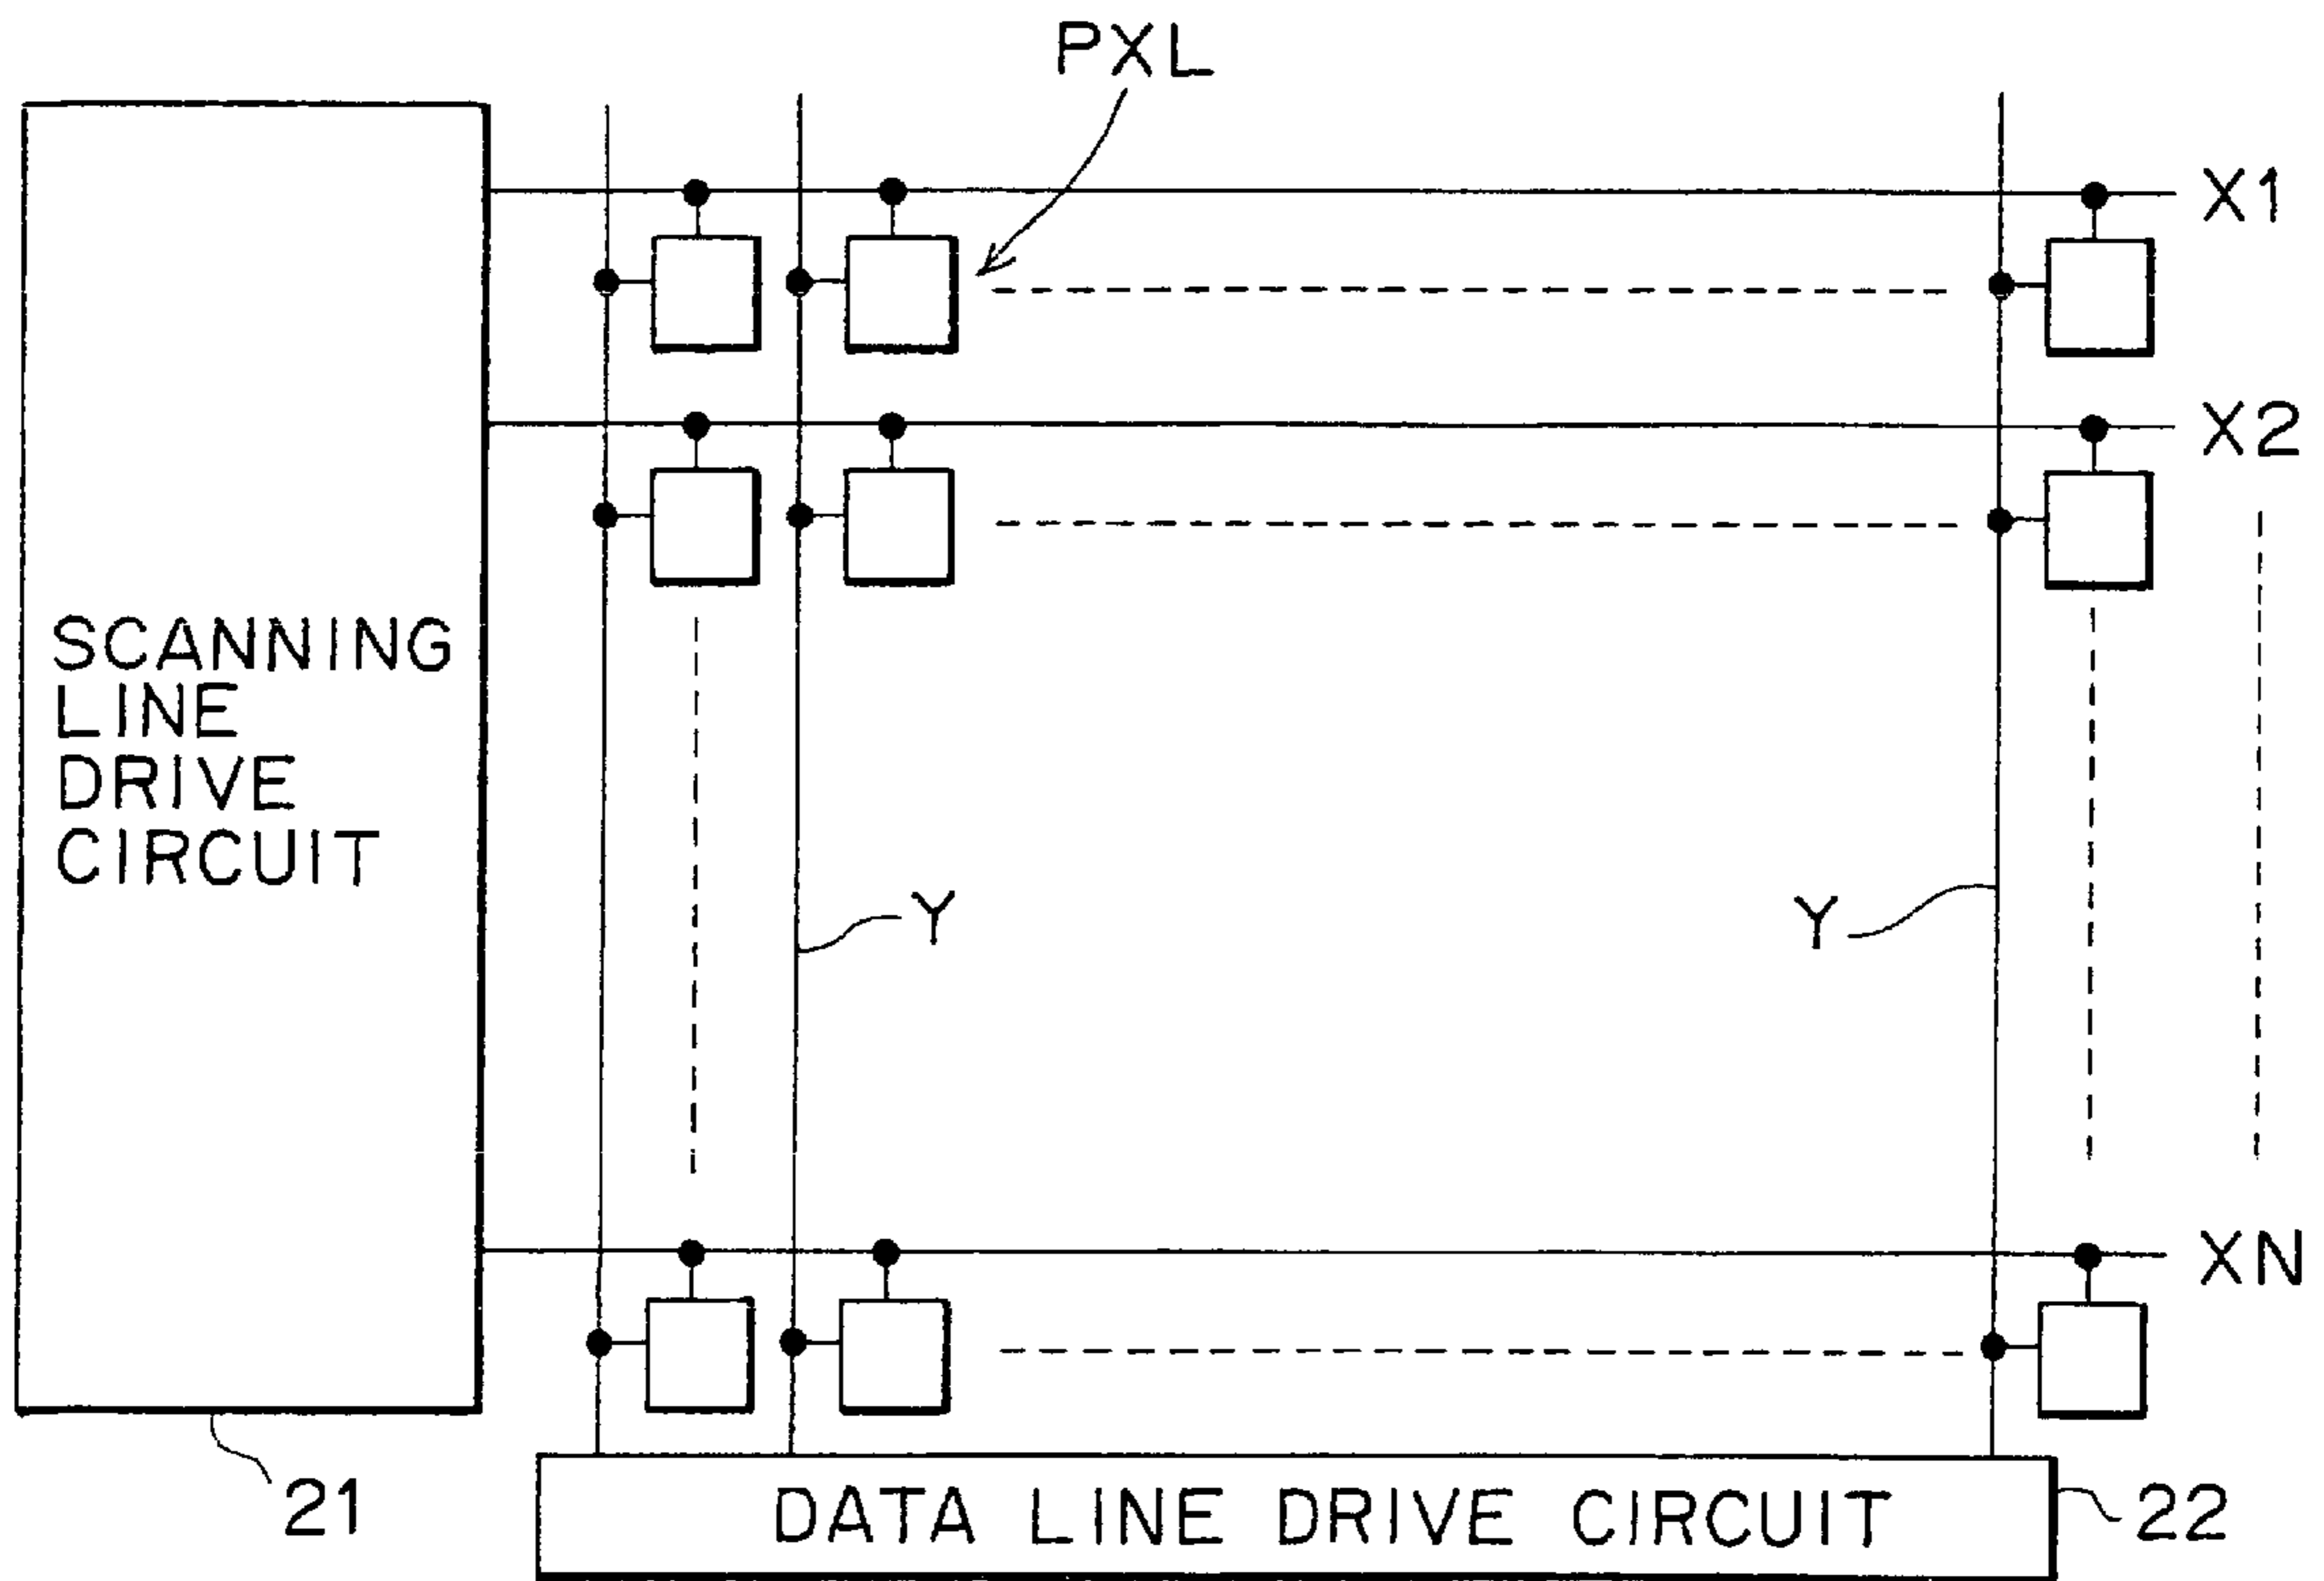 PXL
X1
X2
SCANNING
LINE
DRIVE
CIRCUIT
Y
Y
XN
21
DATA LINE DRIVE CIRCUIT
22